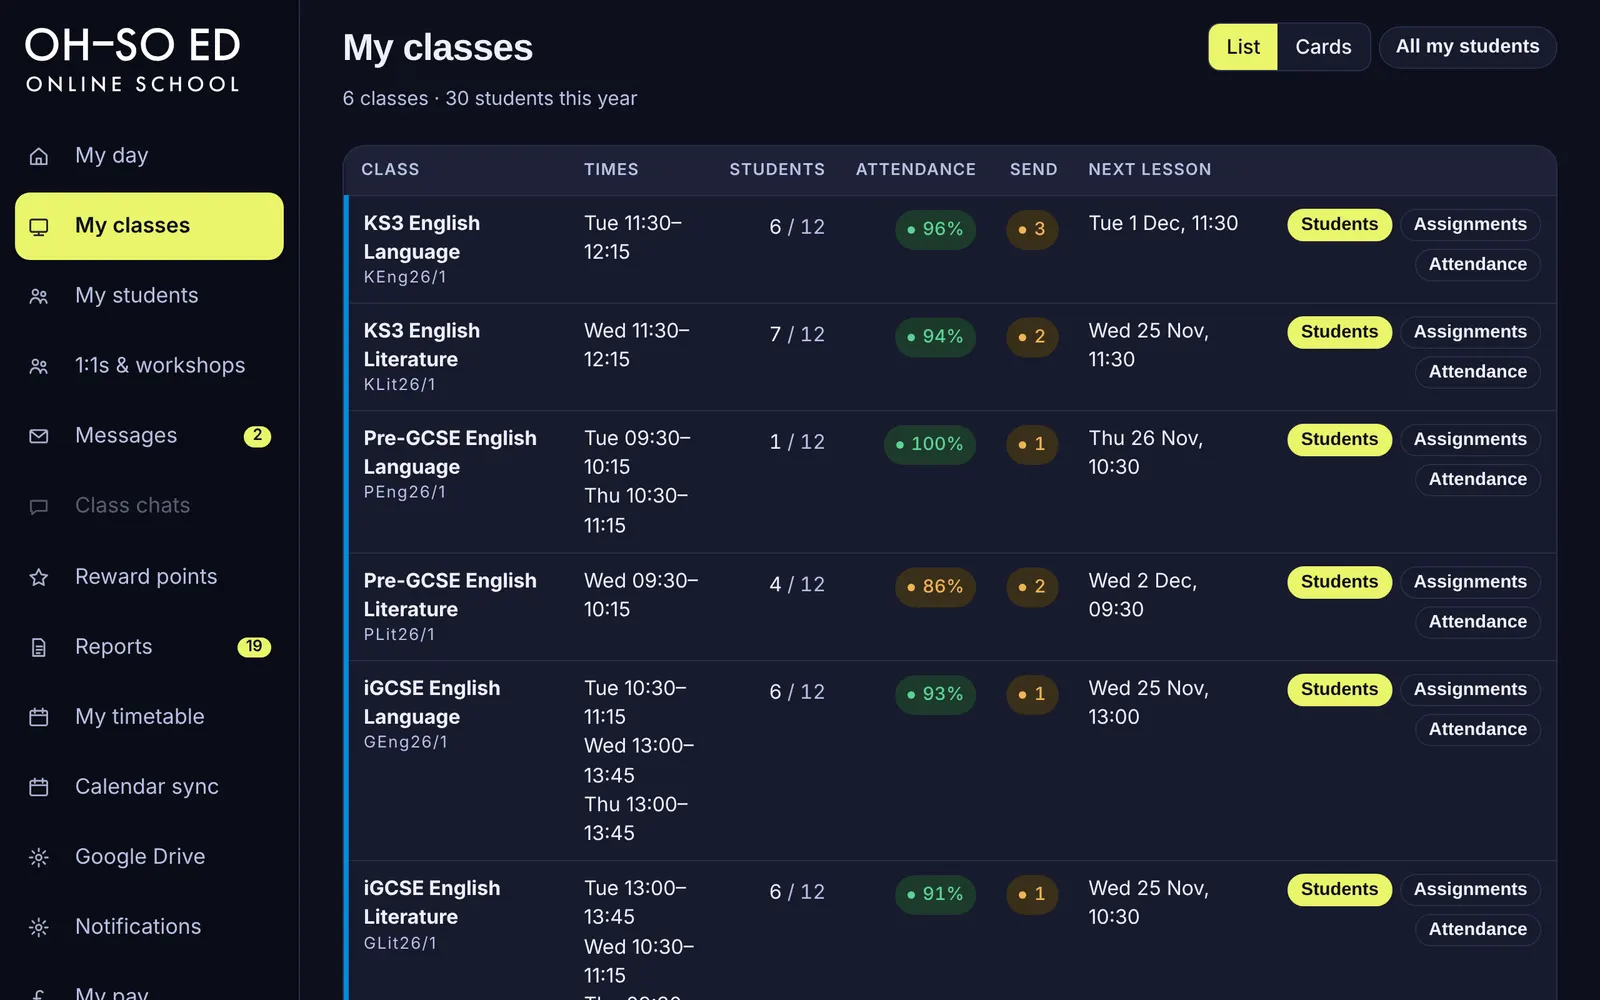 OH-SO ED
ONLINE SCHOOL
My day
My classes
My students
1:1s & workshops
Messages 2
Class chats
Reward points
Reports 19
My timetable
Calendar sync
Google Drive
Notifications
My pay
My classes
List Cards All my students
6 classes · 30 students this year
CLASS TIMES STUDENTS ATTENDANCE SEND NEXT LESSON
KS3 English Tue 11:30– 6 / 12 96% 3 Tue 1 Dec, 11:30 Students Assignments
Language 12:15 Attendance
KEng26/1
KS3 English Wed 11:30– 7 / 12 94% 2 Wed 25 Nov, Students Assignments
Literature 12:15 11:30 Attendance
KLit26/1
Pre-GCSE English Tue 09:30– 1 / 12 100% 1 Thu 26 Nov, Students Assignments
Language 10:15 10:30 Attendance
PEng26/1 Thu 10:30–
11:15
Pre-GCSE English Wed 09:30– 4 / 12 86% 2 Wed 2 Dec, Students Assignments
Literature 10:15 09:30 Attendance
PLit26/1
iGCSE English Tue 10:30– 6 / 12 93% 1 Wed 25 Nov, Students Assignments
Language 11:15 13:00 Attendance
GEng26/1 Wed 13:00–
13:45
Thu 13:00–
13:45
iGCSE English Tue 13:00– 6 / 12 91% 1 Wed 25 Nov, Students Assignments
Literature 13:45 10:30 Attendance
GLit26/1 Wed 10:30–
11:15